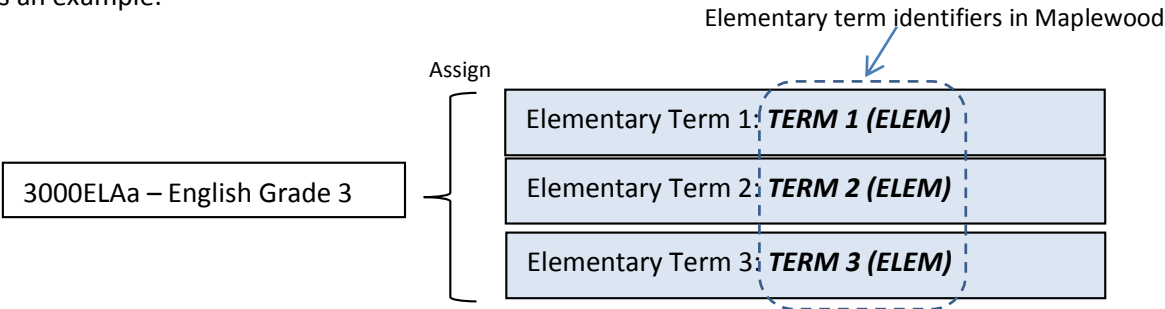 s an example:
Elementary term identifiers in Maplewood
Assign
Elementary Term 1: TERM 1 (ELEM)
3000ELAa – English Grade 3
Elementary Term 2: TERM 2 (ELEM)
Elementary Term 3: TERM 3 (ELEM)